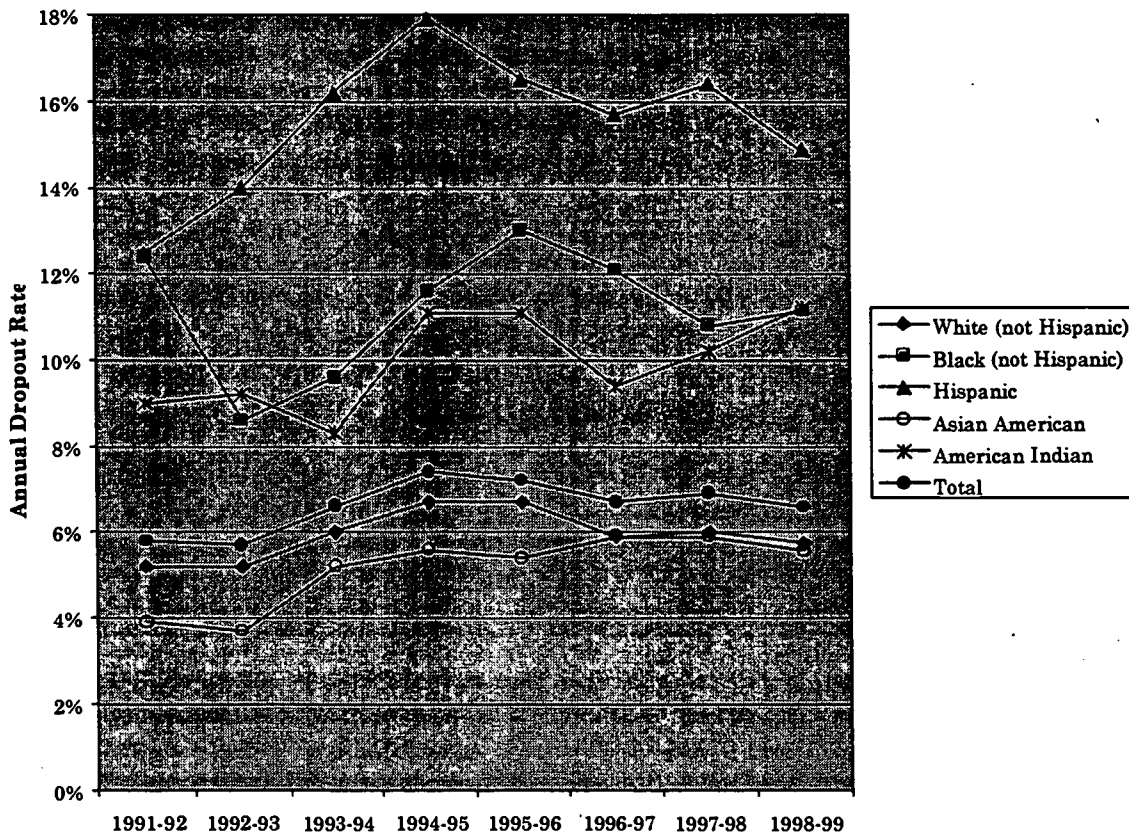 18%
16%
14%
12%
10%
8%
6%
4%
2%
0%
Annual Dropout Rate
1991-92 1992-93 1993-94 1994-95 1995-96 1996-97 1997-98 1998-99
White (not Hispanic)
Black (not Hispanic)
Hispanic
Asian American
American Indian
Total